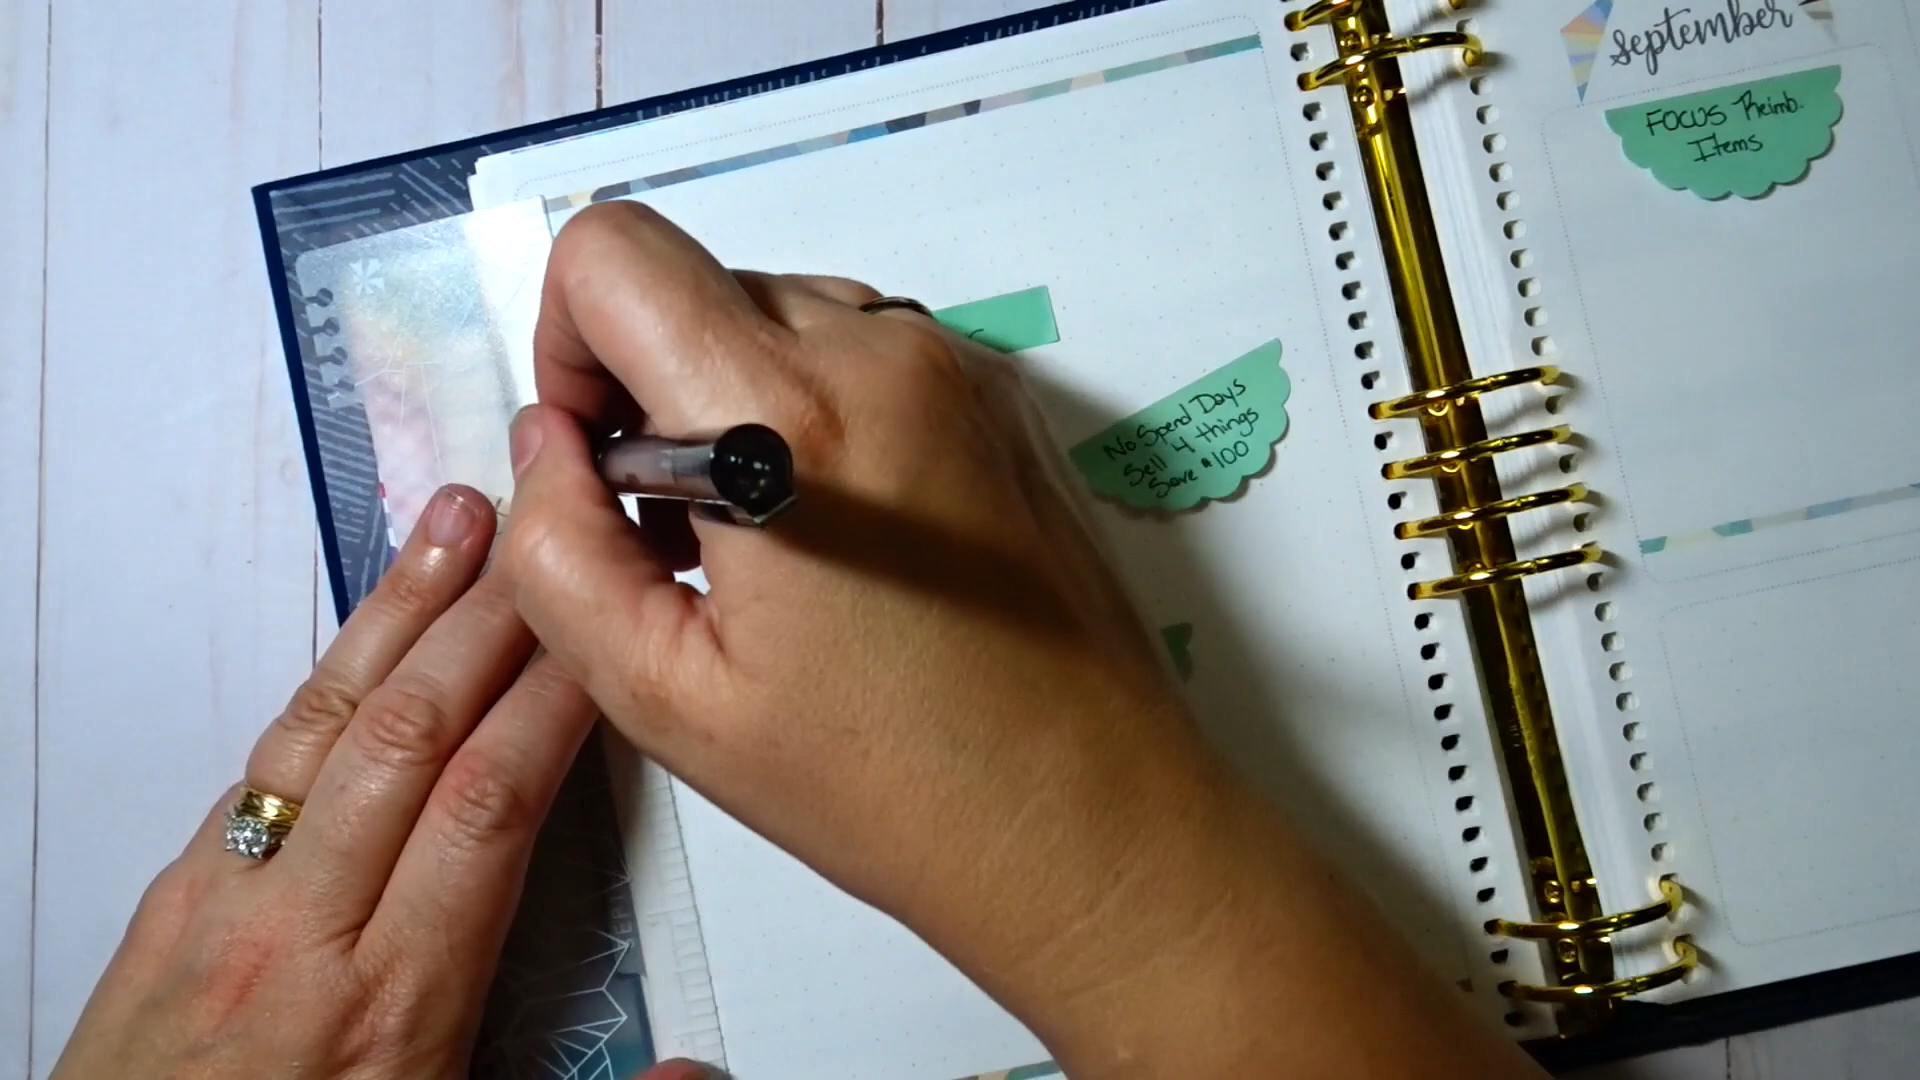 september
FOCUS Reimb.
Items
No Spend Days
Sell 4 things
Save $100